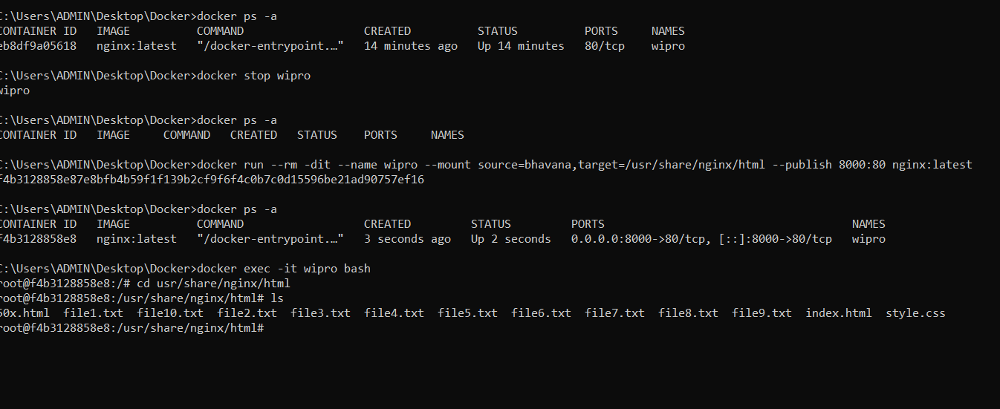 C:\Users\ADMIN\Desktop\Docker>docker ps -a
CONTAINER ID   IMAGE          COMMAND                  CREATED          STATUS          PORTS     NAMES
eb8df9a05618   nginx:latest   "/docker-entrypoint.…"   14 minutes ago   Up 14 minutes   80/tcp    wipro
C:\Users\ADMIN\Desktop\Docker>docker stop wipro
wipro
C:\Users\ADMIN\Desktop\Docker>docker ps -a
CONTAINER ID   IMAGE     COMMAND   CREATED   STATUS    PORTS     NAMES
C:\Users\ADMIN\Desktop\Docker>docker run --rm -dit --name wipro --mount source=bhavana,target=/usr/share/nginx/html --publish 8000:80 nginx:latest
f4b3128858e87e8bfb4b59f1f139b2cf9f6f4c0b7c0d15596be21ad90757ef16
C:\Users\ADMIN\Desktop\Docker>docker ps -a
CONTAINER ID   IMAGE          COMMAND                  CREATED         STATUS         PORTS                                     NAMES
f4b3128858e8   nginx:latest   "/docker-entrypoint.…"   3 seconds ago   Up 2 seconds   0.0.0.0:8000->80/tcp, [::]:8000->80/tcp   wipro
C:\Users\ADMIN\Desktop\Docker>docker exec -it wipro bash
root@f4b3128858e8:/# cd usr/share/nginx/html
root@f4b3128858e8:/usr/share/nginx/html# ls
50x.html  file1.txt  file10.txt  file2.txt  file3.txt  file4.txt  file5.txt  file6.txt  file7.txt  file8.txt  file9.txt  index.html  style.css
root@f4b3128858e8:/usr/share/nginx/html#